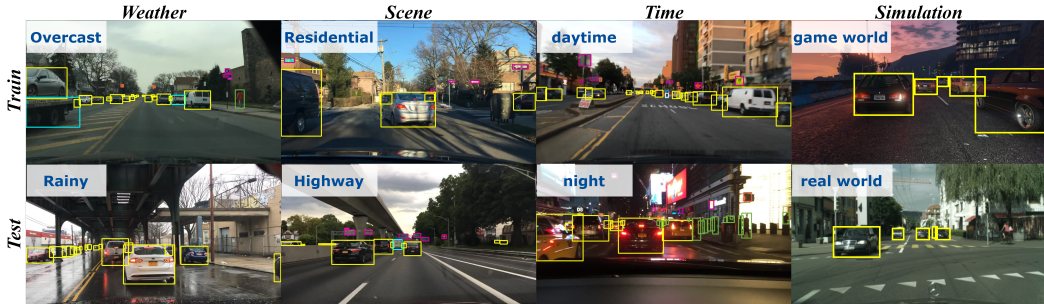 Weather Scene Time Simulation
Train
Overcast Residential daytime game world
Test
Rainy Highway night real world